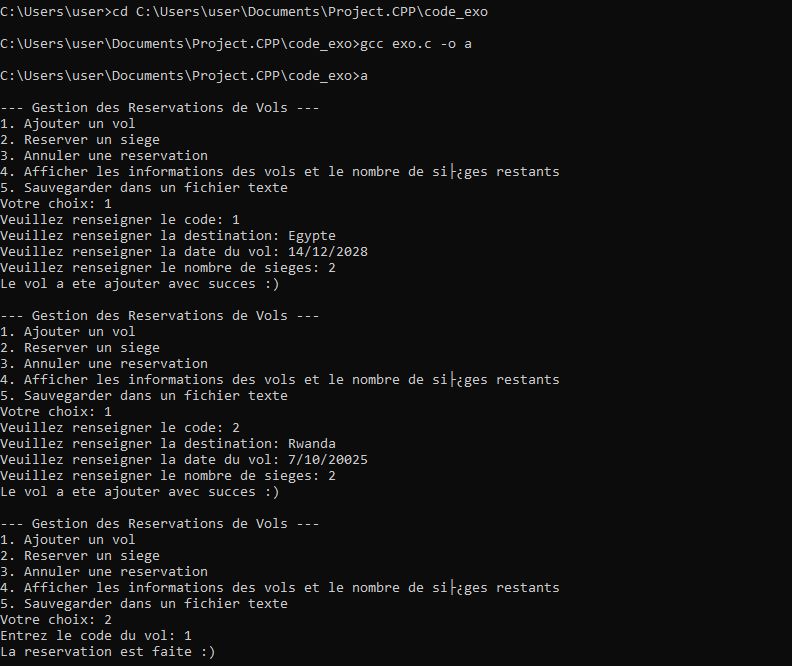 C:\Users\user>cd C:\Users\user\Documents\Project.CPP\code_exo
C:\Users\user\Documents\Project.CPP\code_exo>gcc exo.c -o a
C:\Users\user\Documents\Project.CPP\code_exo>a
--- Gestion des Reservations de Vols ---
1. Ajouter un vol
2. Reserver un siege
3. Annuler une reservation
4. Afficher les informations des vols et le nombre de si├¿ges restants
5. Sauvegarder dans un fichier texte
Votre choix: 1
Veuillez renseigner le code: 1
Veuillez renseigner la destination: Egypte
Veuillez renseigner la date du vol: 14/12/2028
Veuillez renseigner le nombre de sieges: 2
Le vol a ete ajouter avec succes :)
--- Gestion des Reservations de Vols ---
1. Ajouter un vol
2. Reserver un siege
3. Annuler une reservation
4. Afficher les informations des vols et le nombre de si├¿ges restants
5. Sauvegarder dans un fichier texte
Votre choix: 1
Veuillez renseigner le code: 2
Veuillez renseigner la destination: Rwanda
Veuillez renseigner la date du vol: 7/10/20025
Veuillez renseigner le nombre de sieges: 2
Le vol a ete ajouter avec succes :)
--- Gestion des Reservations de Vols ---
1. Ajouter un vol
2. Reserver un siege
3. Annuler une reservation
4. Afficher les informations des vols et le nombre de si├¿ges restants
5. Sauvegarder dans un fichier texte
Votre choix: 2
Entrez le code du vol: 1
La reservation est faite :)